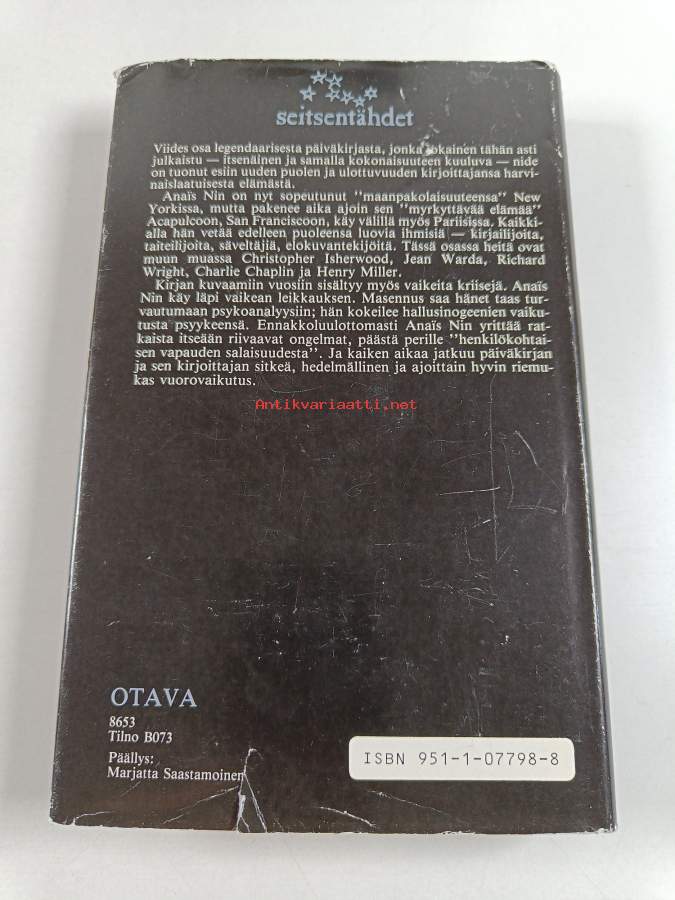 seitsentähdet
Viides osa legendaarisesta päiväkirjasta, jonka jokainen tähän asti
julkaistu — itsenäinen ja samalla kokonaisuuteen kuuluva — nide
on tuonut esiin uuden puolen ja ulottuvuuden kirjoittajansa harvi-
naislaatuisesta elämästä.
Anaïs Nin on nyt sopeutunut "maanpakolaisuuteensa" New
Yorkissa, mutta pakenee aika ajoin sen "myrkyttävää elämää"
Acapulcoon, San Franciscoon, käy välillä myös Pariisissa. Kaikki-
alla hän vetää edelleen puoleensa luovia ihmisiä — kirjailijoita,
taiteilijoita, säveltäjiä, elokuvantekijöitä. Tässä osassa heitä ovat
muun muassa Christopher Isherwood, Jean Warda, Richard
Wright, Charlie Chaplin ja Henry Miller.
Kirjan kuvaamiin vuosiin sisältyy myös vaikeita kriisejä. Anaïs
Nin käy läpi vaikean leikkauksen. Masennus saa hänet taas tur-
vautumaan psykoanalyysiin; hän kokeilee hallusinogeenien vaiku-
tusta psyykeensä. Ennakkoluulottomasti Anaïs Nin yrittää rat-
kaista itseään riivaavat ongelmat, päästä perille "henkilökohtai-
sen vapauden salaisuudesta". Ja kaiken aikaa jatkuu päiväkirjan
ja sen kirjoittajan sitkeä, hedelmällinen ja ajoittain hyvin riemu-
kas vuorovaikutus.
Antikvariaatti.net
OTAVA
8653
Tilno B073
Päällys:
Marjatta Saastamoinen
ISBN 951-1-07798-8